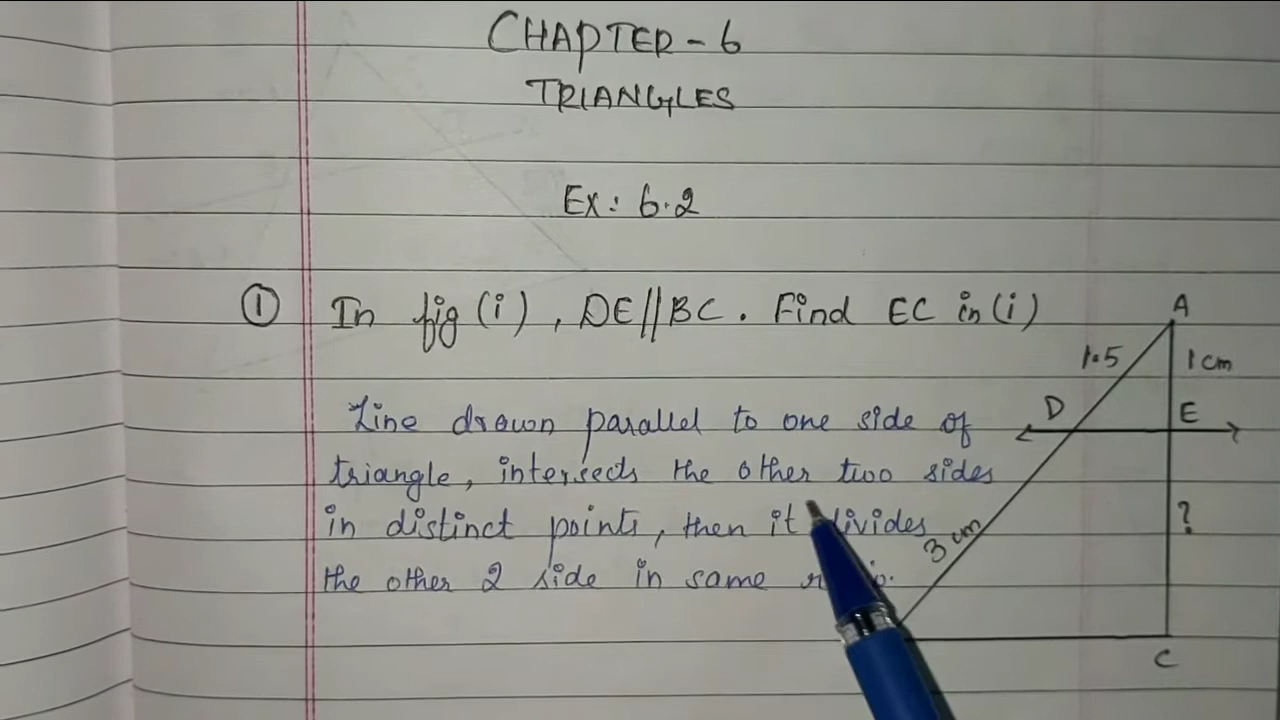 CHAPTER - 6
TRIANGLES
Ex: 6.2
① In fig (i), DE//BC. Find EC in (i)
A
1.5
1 cm
Line drawn parallel to one side of
D
E
triangle, intersects the other two sides
in distinct points, then it divides
?
3 cm
the other 2 side in same
C